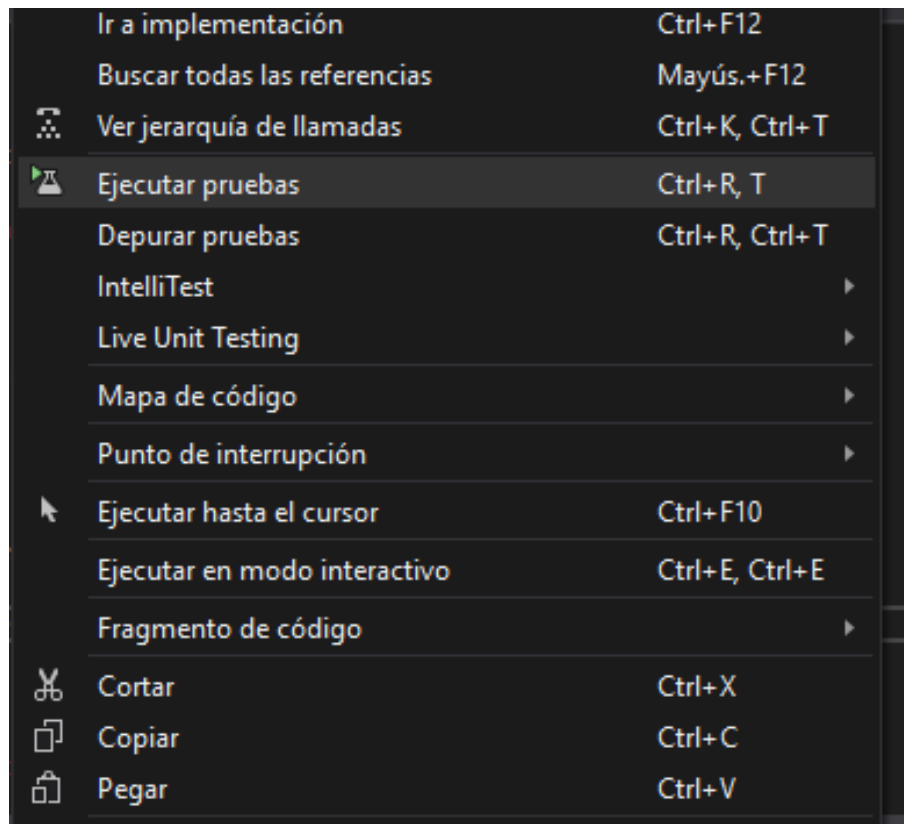 Ir a implementación Ctrl+F12
Buscar todas las referencias Mayús.+F12
Ver jerarquía de llamadas Ctrl+K, Ctrl+T
Ejecutar pruebas Ctrl+R, T
Depurar pruebas Ctrl+R, Ctrl+T
IntelliTest
Live Unit Testing
Mapa de código
Punto de interrupción
Ejecutar hasta el cursor Ctrl+F10
Ejecutar en modo interactivo Ctrl+E, Ctrl+E
Fragmento de código
Cortar Ctrl+X
Copiar Ctrl+C
Pegar Ctrl+V